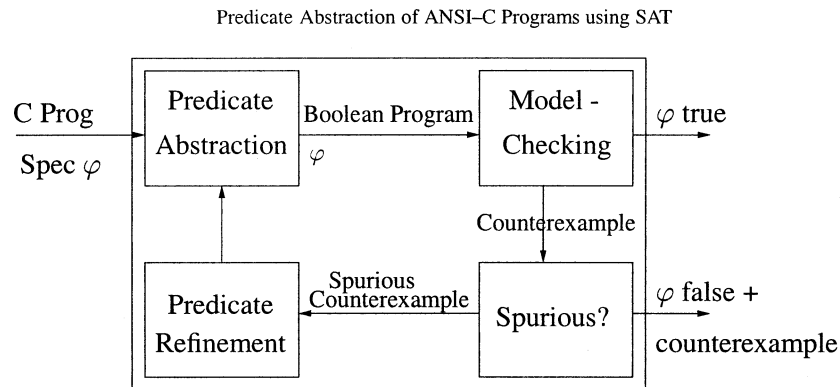 Predicate Abstraction of ANSI–C Programs using SAT
C Prog
Spec φ
Predicate
Abstraction
Boolean Program
φ
Model -
Checking
φ true
Counterexample
Predicate
Refinement
Spurious
Counterexample
Spurious?
φ false +
counterexample